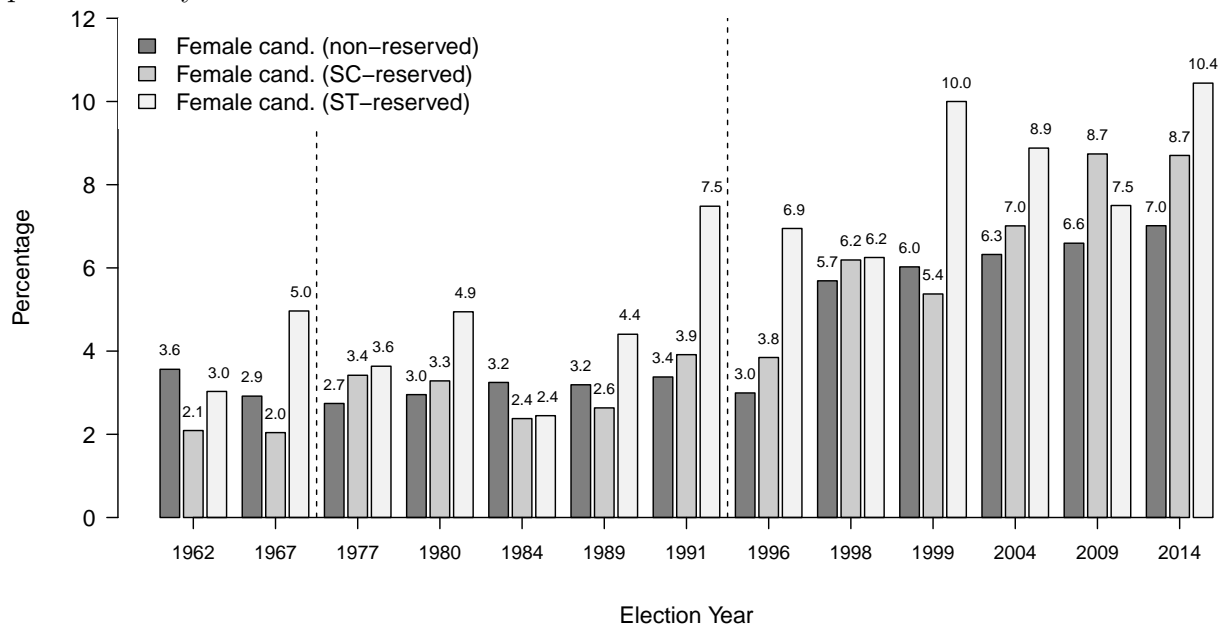 12
10
8
6
4
2
0
Percentage
Female cand. (non−reserved)
Female cand. (SC−reserved)
Female cand. (ST−reserved)
3.6 2.1 3.0
2.9 2.0 5.0
2.7 3.4 3.6
3.0 3.3 4.9
3.2 2.4 2.4
3.2 2.6 4.4
3.4 3.9 7.5
3.0 3.8 6.9
5.7 6.2 6.2
6.0 5.4 10.0
6.3 7.0 8.9
6.6 8.7 7.5
7.0 8.7 10.4
1962 1967 1977 1980 1984 1989 1991 1996 1998 1999 2004 2009 2014
Election Year